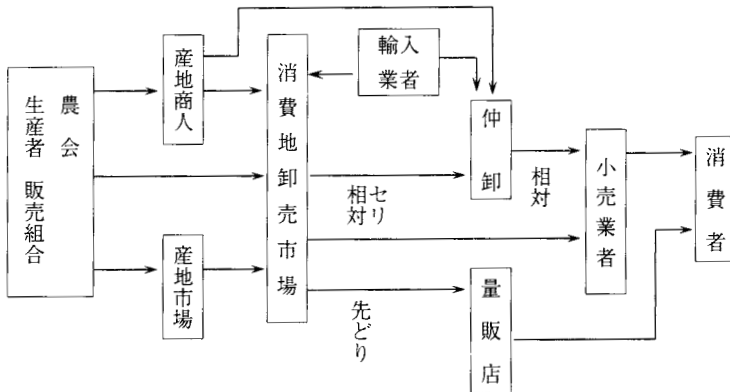 農会
生産者 販売組合
産地商人
産地市場
消費地卸売市場
輸入
業者
セリ
相対
先どり
仲卸
相対
量販店
小売業者
消費者